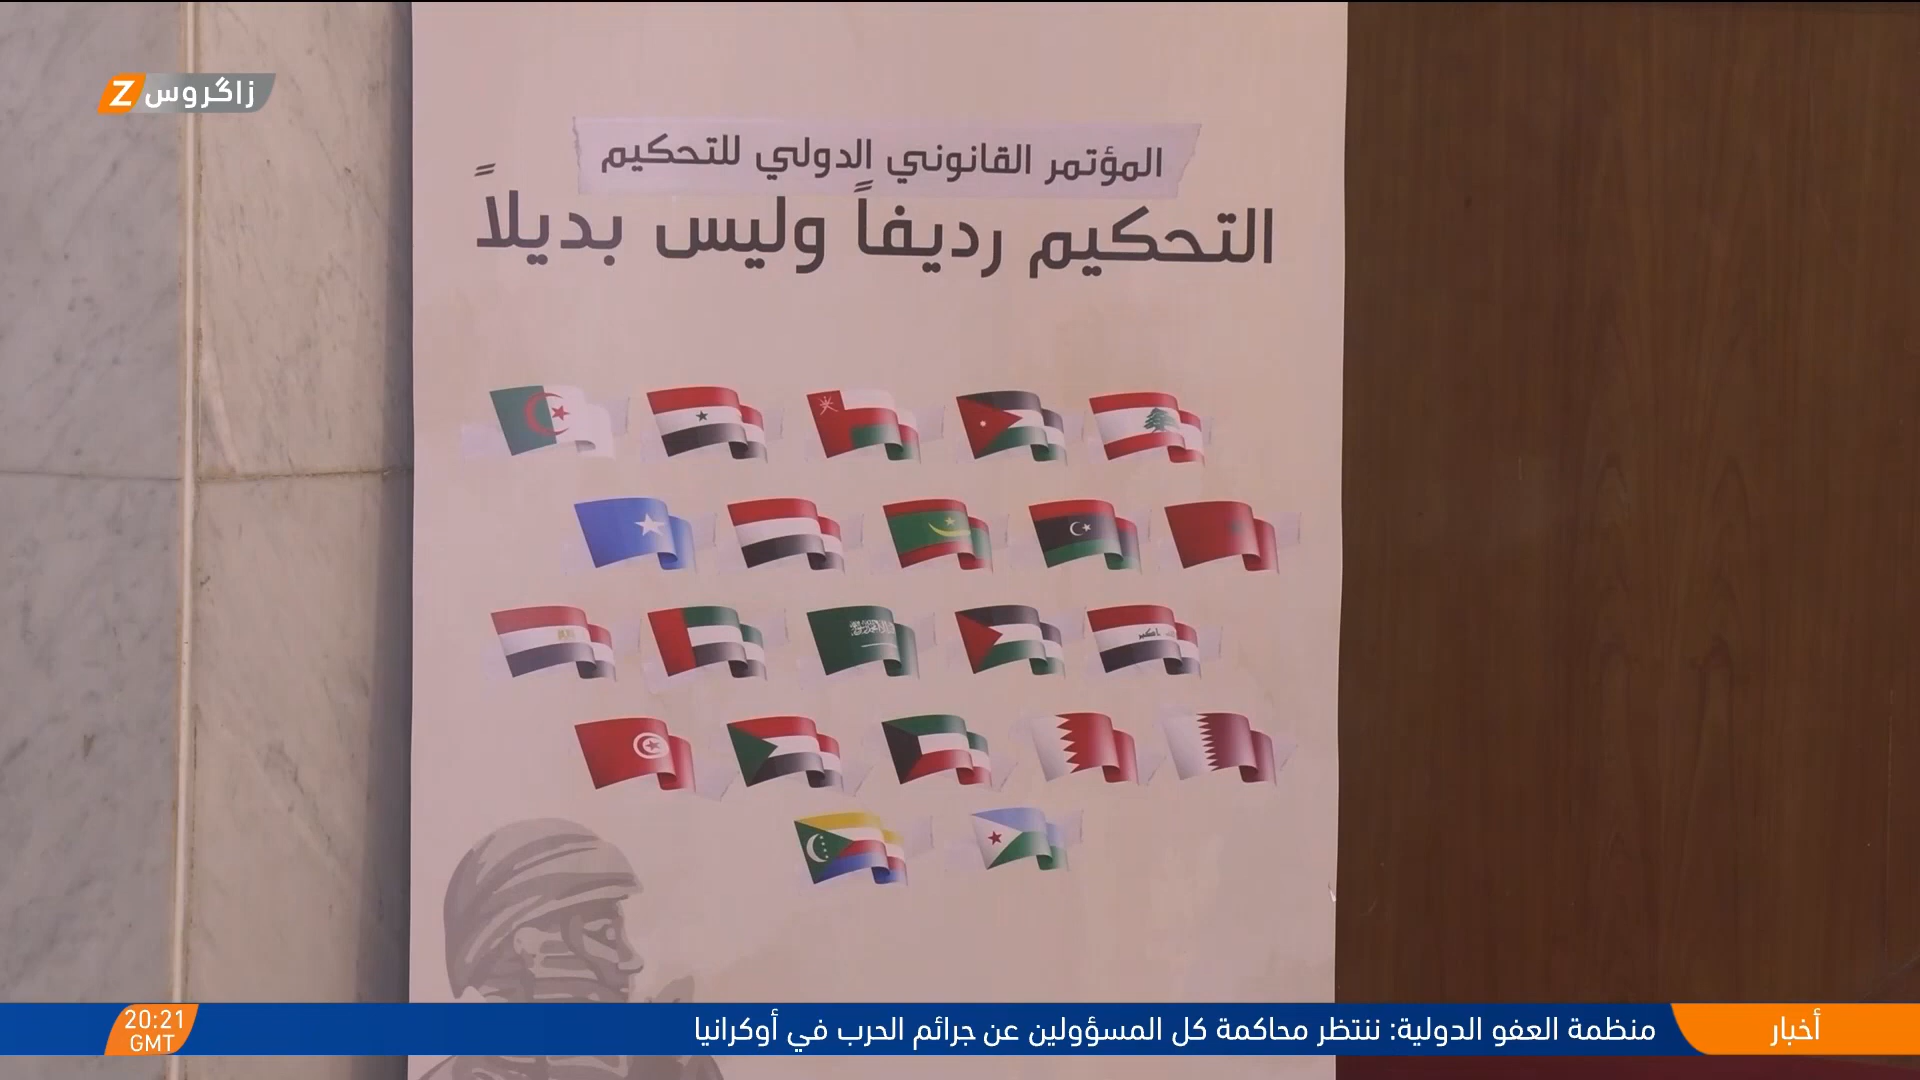 زاگروس Z
المؤتمر القانوني الدولي للتحكيم
التحكيم رديفاً وليس بديلاً
أخبار
منظمة العفو الدولية: ننتظر محاكمة كل المسؤولين عن جرائم الحرب في أوكرانيا
20:21
GMT